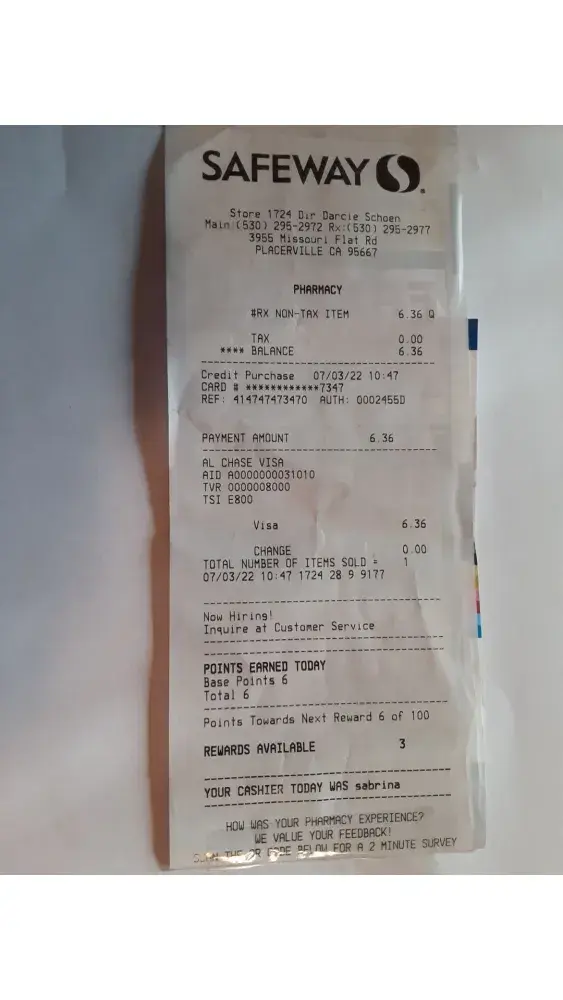 SAFEWAY
Store 1724 Dir Darcie Schoen
Main:(530) 295-2972 Rx:(530) 295-2977
3955 Missouri Flat Rd
PLACERVILLE CA 95667
PHARMACY
#RX NON-TAX ITEM 6.36 Q
TAX 0.00
**** BALANCE 6.36
Credit Purchase 07/03/22 10:47
CARD # ************7347
REF: 414747473470 AUTH: 0002455D
PAYMENT AMOUNT 6.36
AL CHASE VISA
AID A0000000031010
TVR 0000008000
TSI E800
Visa 6.36
CHANGE 0.00
TOTAL NUMBER OF ITEMS SOLD = 1
07/03/22 10:47 1724 28 9 9177
Now Hiring!
Inquire at Customer Service
POINTS EARNED TODAY
Base Points 6
Total 6
Points Towards Next Reward 6 of 100
REWARDS AVAILABLE 3
YOUR CASHIER TODAY WAS sabrina
HOW WAS YOUR PHARMACY EXPERIENCE?
WE VALUE YOUR FEEDBACK!
SCAN THE QR CODE BELOW FOR A 2 MINUTE SURVEY